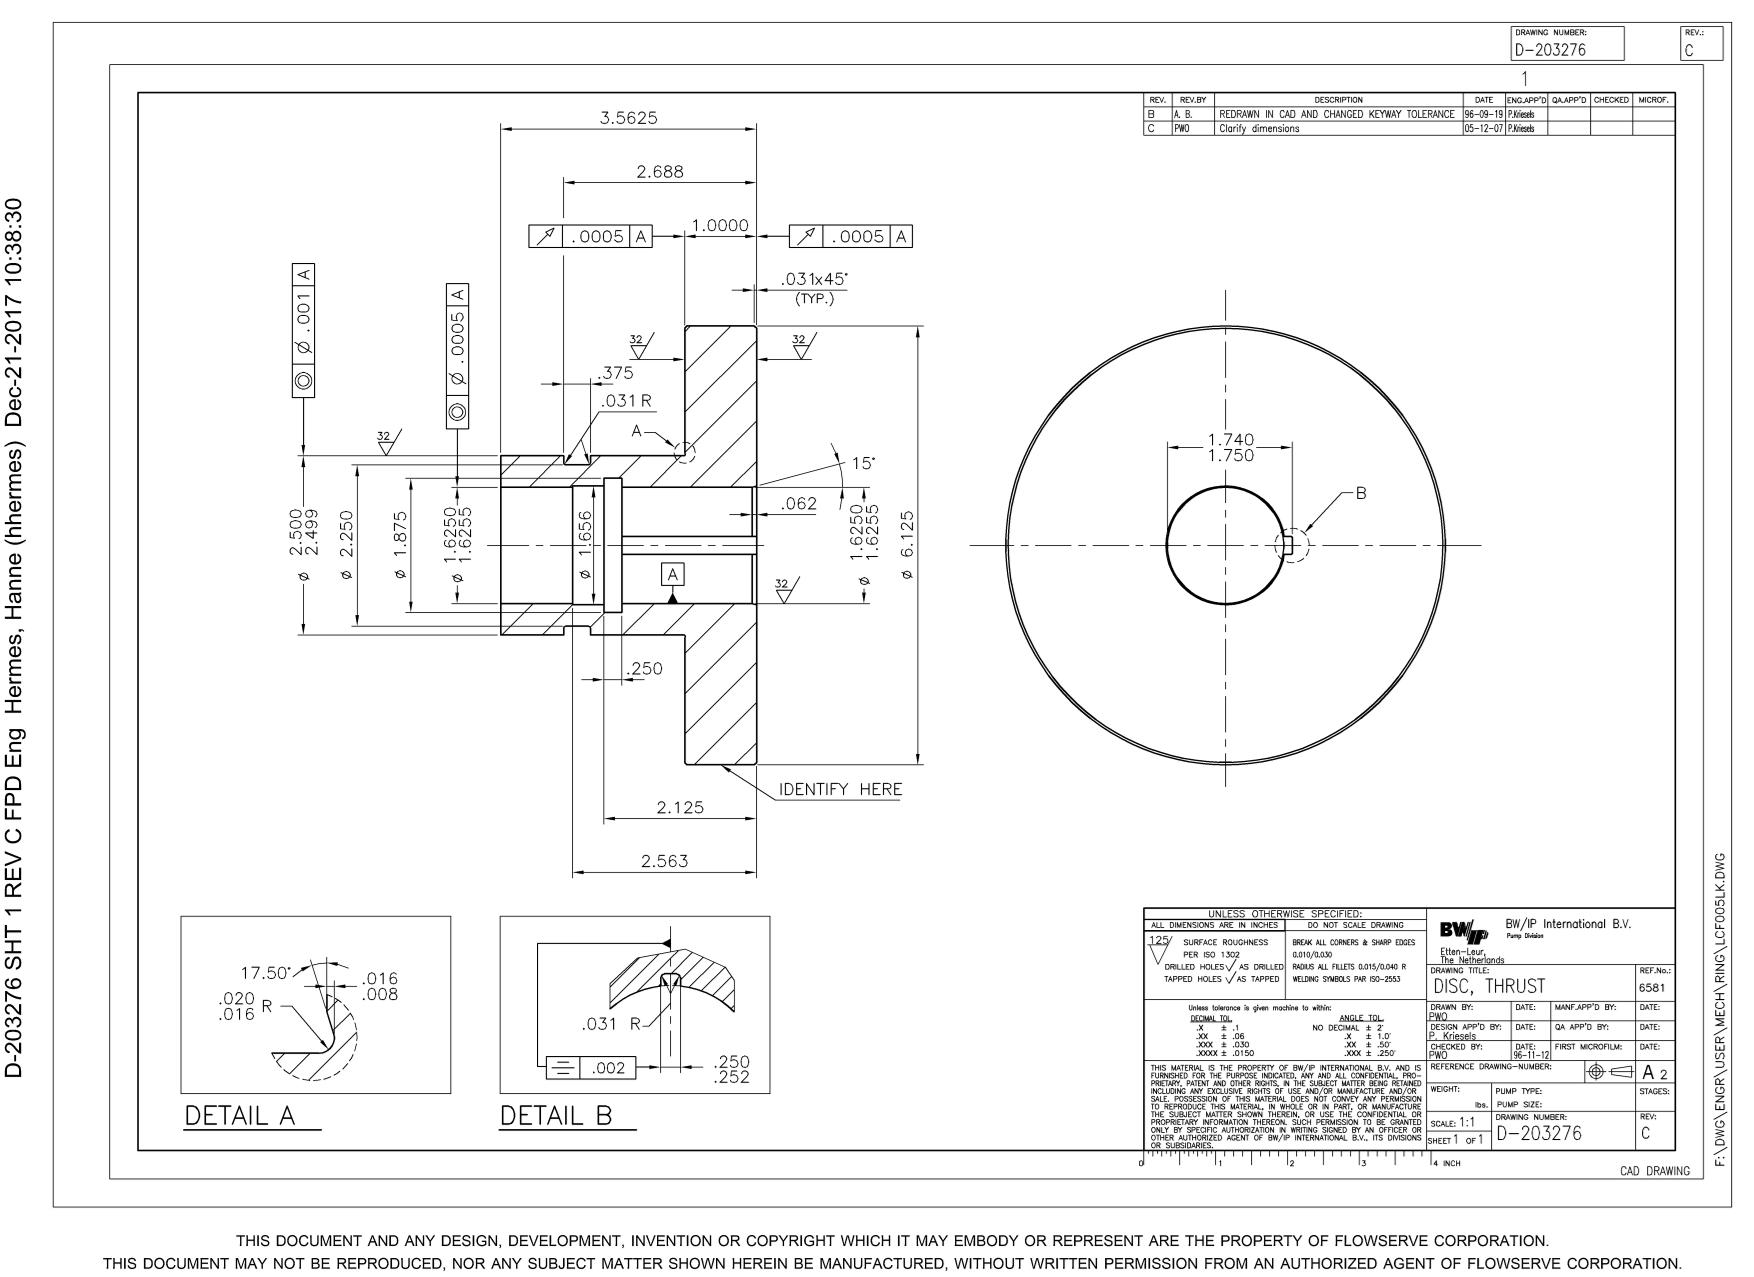 DRAWING NUMBER:
D-203276
REV.:
C
1
REV. REV.BY DESCRIPTION DATE ENG.APP'D QA.APP'D CHECKED MICROF.
B A. B. REDRAWN IN CAD AND CHANGED KEYWAY TOLERANCE 96-09-19 P.Kriesels
C PWO Clarify dimensions 05-12-07 P.Kriesels
D-203276 SHT 1 REV C FPD Eng Hermes, Hanne (hhermes) Dec-21-2017 10:38:30
3.5625
2.688
.0005 A
1.0000
.0005 A
.031x45°
(TYP.)
⌀ .001 A
⌀ .0005 A
32
32
.375
.031 R
A
32
15°
.062
⌀ 2.500
2.499
⌀ 2.250
⌀ 1.875
⌀ 1.6250
1.6255
⌀ 1.656
A
32
⌀ 1.6250
1.6255
⌀ 6.125
.250
IDENTIFY HERE
2.125
2.563
1.740
1.750
B
17.50°
.016
.008
.020
.016 R
DETAIL A
.031 R
.002
.250
.252
DETAIL B
UNLESS OTHERWISE SPECIFIED:
ALL DIMENSIONS ARE IN INCHES DO NOT SCALE DRAWING
125
SURFACE ROUGHNESS
PER ISO 1302
DRILLED HOLES √ AS DRILLED
TAPPED HOLES √ AS TAPPED
BREAK ALL CORNERS & SHARP EDGES
0.010/0.030
RADIUS ALL FILLETS 0.015/0.040 R
WELDING SYMBOLS PAR ISO-2553
Unless tolerance is given machine to within:
DECIMAL TOL. ANGLE TOL.
.X ± .1 NO DECIMAL ± 2°
.XX ± .06 .X ± 1.0°
.XXX ± .030 .XX ± .50°
.XXXX ± .0150 .XXX ± .250°
THIS MATERIAL IS THE PROPERTY OF BW/IP INTERNATIONAL B.V. AND IS
FURNISHED FOR THE PURPOSE INDICATED. ANY AND ALL CONFIDENTIAL, PRO-
PRIETARY, PATENT AND OTHER RIGHTS, IN THE SUBJECT MATTER BEING RETAINED
INCLUDING ANY EXCLUSIVE RIGHTS OF USE AND/OR MANUFACTURE AND/OR
SALE. POSSESSION OF THIS MATERIAL DOES NOT CONVEY ANY PERMISSION
TO REPRODUCE THIS MATERIAL, IN WHOLE OR IN PART, OR MANUFACTURE
THE SUBJECT MATTER SHOWN THEREIN, OR USE THE CONFIDENTIAL OR
PROPRIETARY INFORMATION THEREON. SUCH PERMISSION TO BE GRANTED
ONLY BY SPECIFIC AUTHORIZATION IN WRITING SIGNED BY AN OFFICER OR
OTHER AUTHORIZED AGENT OF BW/IP INTERNATIONAL B.V., ITS DIVISIONS
OR SUBSIDARIES.
BW/IP
BW/IP International B.V.
Pump Division
Etten-Leur,
The Netherlands
DRAWING TITLE:
DISC, THRUST
REF.No.:
6581
DRAWN BY:
PWO
DATE: MANF.APP'D BY: DATE:
DESIGN APP'D BY:
P. Kriesels
DATE: QA APP'D BY: DATE:
CHECKED BY:
PWO
DATE:
96-11-12
FIRST MICROFILM: DATE:
REFERENCE DRAWING-NUMBER:
A 2
WEIGHT:
lbs.
PUMP TYPE:
PUMP SIZE:
STAGES:
SCALE: 1:1
SHEET 1 OF 1
DRAWING NUMBER:
D-203276
REV:
C
0 1 2 3 4 INCH
CAD DRAWING
F:\DWG\ENGR\USER\MECH\RING\LCF005LK.DWG
THIS DOCUMENT AND ANY DESIGN, DEVELOPMENT, INVENTION OR COPYRIGHT WHICH IT MAY EMBODY OR REPRESENT ARE THE PROPERTY OF FLOWSERVE CORPORATION.
THIS DOCUMENT MAY NOT BE REPRODUCED, NOR ANY SUBJECT MATTER SHOWN HEREIN BE MANUFACTURED, WITHOUT WRITTEN PERMISSION FROM AN AUTHORIZED AGENT OF FLOWSERVE CORPORATION.